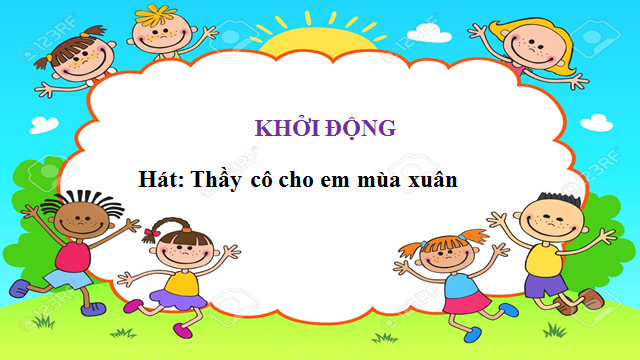 KHỞI ĐỘNG
Hát: Thầy cô cho em mùa xuân